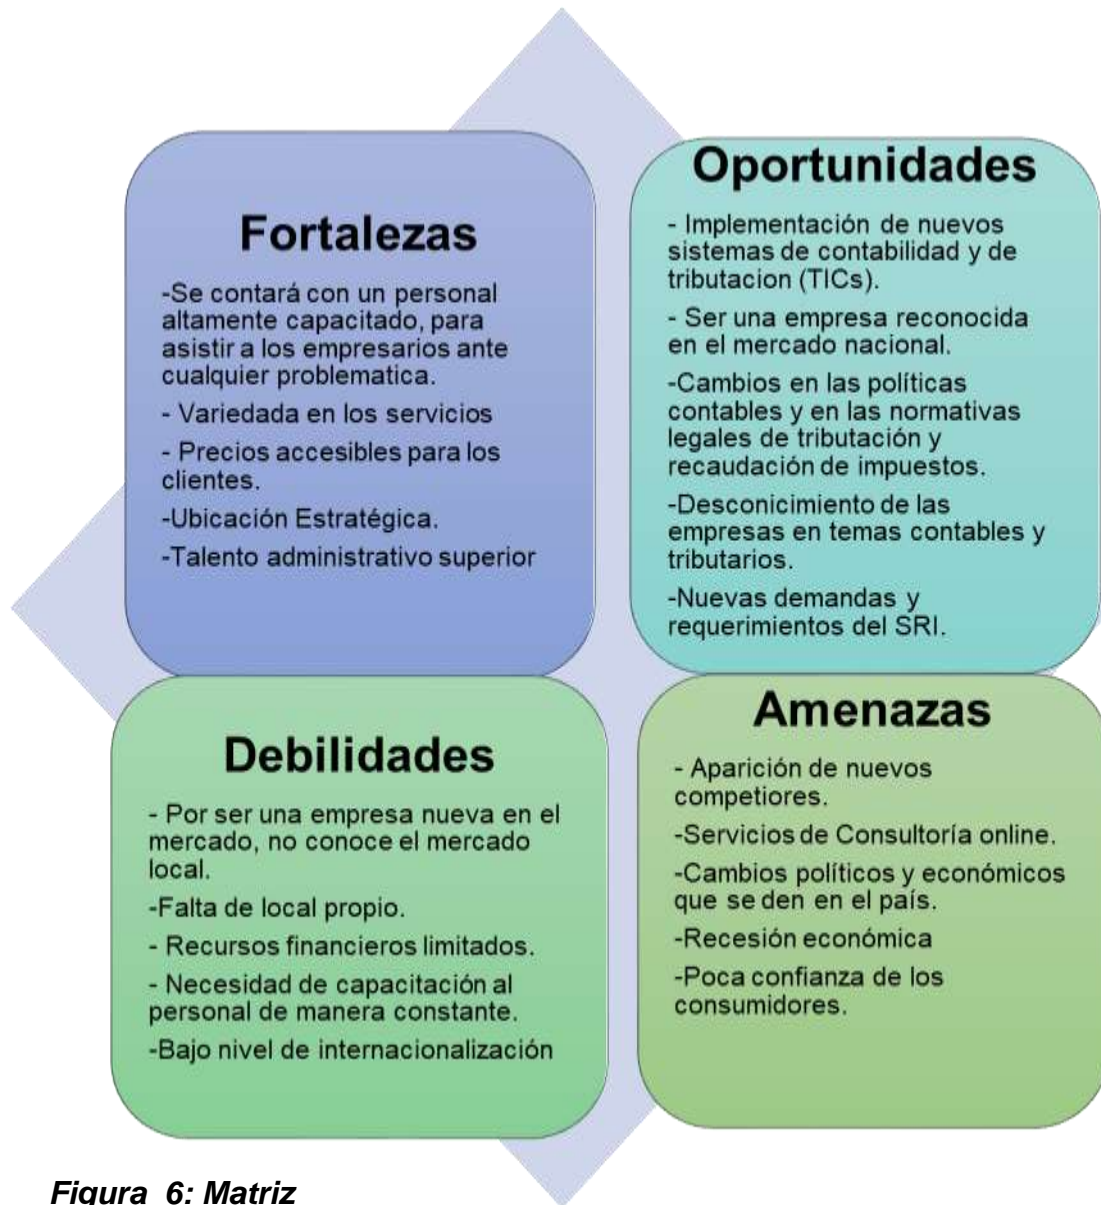 Fortalezas
-Se contará con un personal
altamente capacitado, para
asistir a los empresarios ante
cualquier problematica.
- Variedada en los servicios
- Precios accesibles para los
clientes.
-Ubicación Estratégica.
-Talento administrativo superior
Oportunidades
- Implementación de nuevos
sistemas de contabilidad y de
tributacion (TICs).
- Ser una empresa reconocida
en el mercado nacional.
-Cambios en las políticas
contables y en las normativas
legales de tributación y
recaudación de impuestos.
-Desconicimiento de las
empresas en temas contables y
tributarios.
-Nuevas demandas y
requerimientos del SRI.
Debilidades
- Por ser una empresa nueva en el
mercado, no conoce el mercado
local.
-Falta de local propio.
- Recursos financieros limitados.
- Necesidad de capacitación al
personal de manera constante.
-Bajo nivel de internacionalización
Amenazas
- Aparición de nuevos
competiores.
-Servicios de Consultoría online.
-Cambios políticos y económicos
que se den en el país.
-Recesión económica
-Poca confianza de los
consumidores.
Figura 6: Matriz